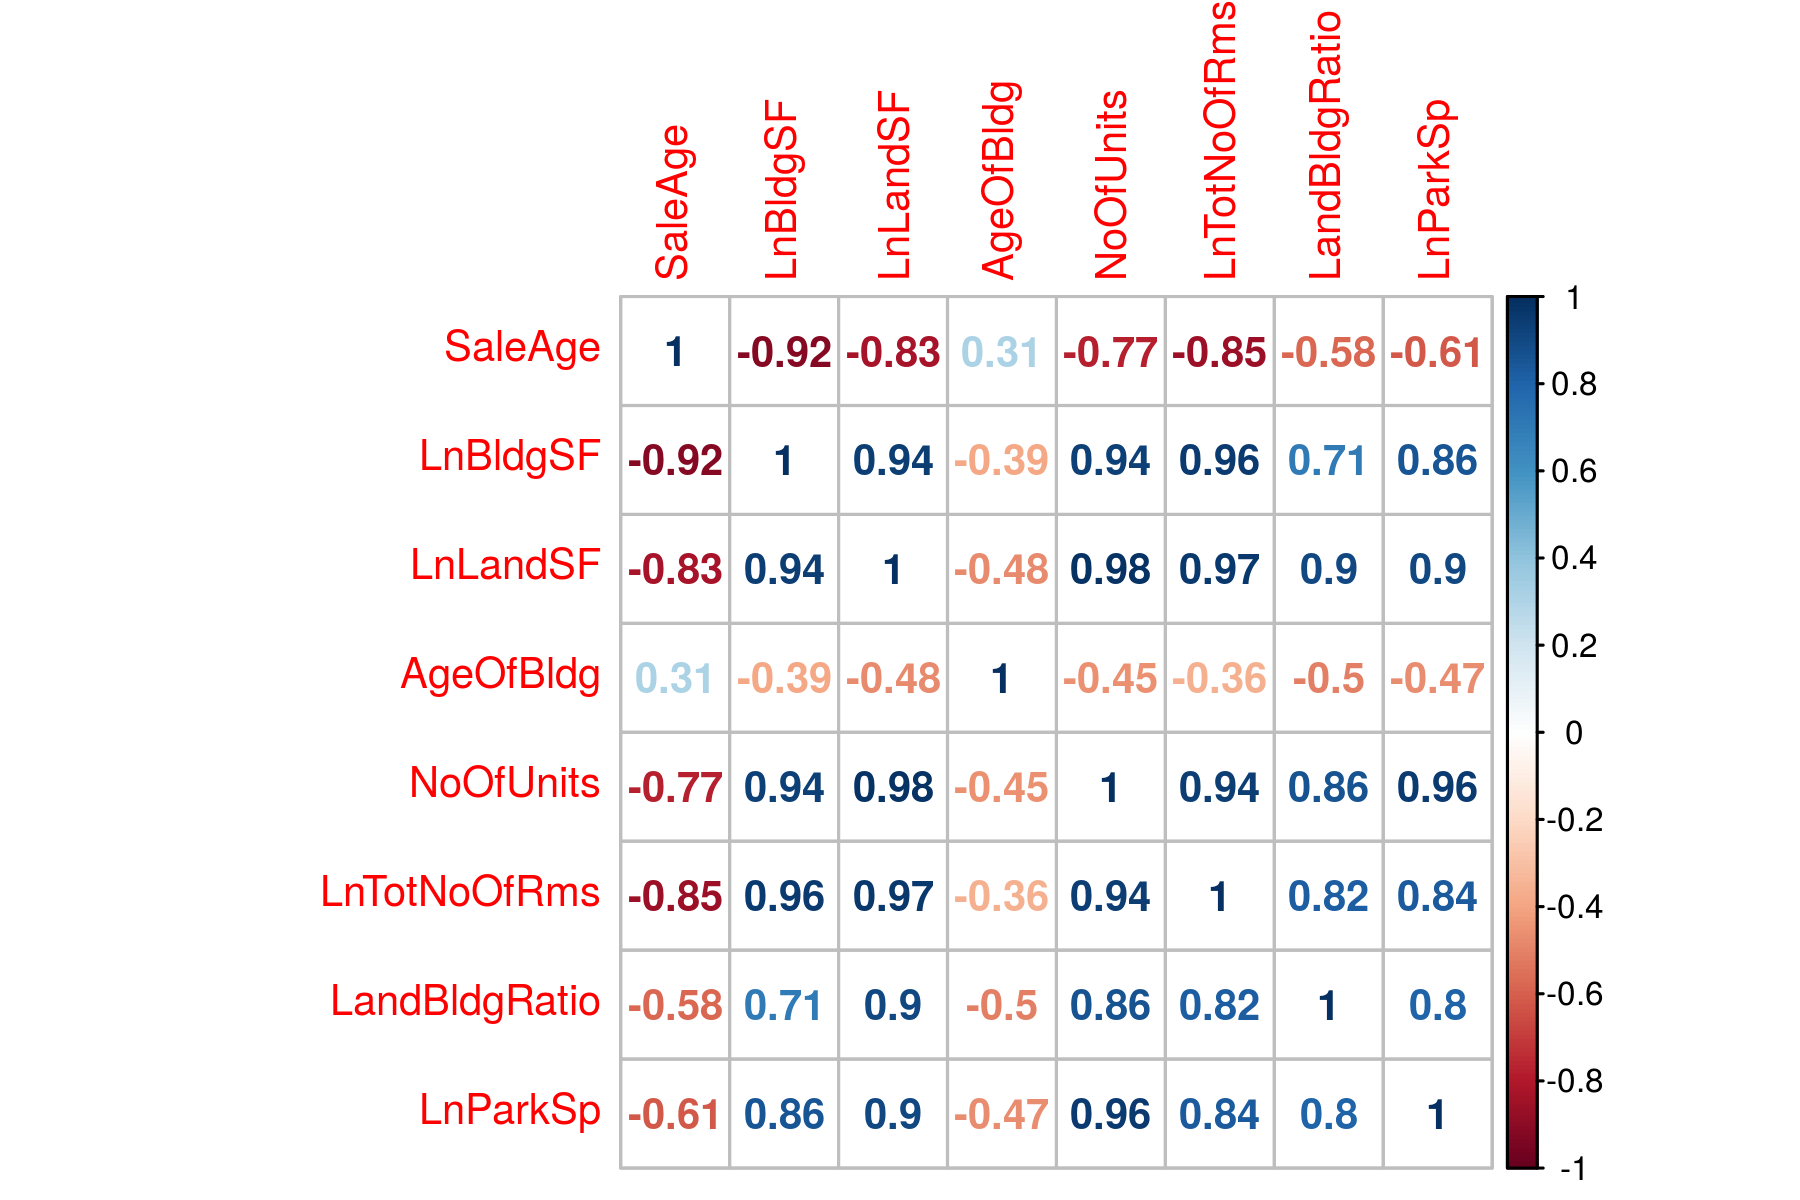 SaleAge LnBldgSF LnLandSF AgeOfBldg NoOfUnits LnTotNoOfRms LandBldgRatio LnParkSp
SaleAge 1 -0.92 -0.83 0.31 -0.77 -0.85 -0.58 -0.61
LnBldgSF -0.92 1 0.94 -0.39 0.94 0.96 0.71 0.86
LnLandSF -0.83 0.94 1 -0.48 0.98 0.97 0.9 0.9
AgeOfBldg 0.31 -0.39 -0.48 1 -0.45 -0.36 -0.5 -0.47
NoOfUnits -0.77 0.94 0.98 -0.45 1 0.94 0.86 0.96
LnTotNoOfRms -0.85 0.96 0.97 -0.36 0.94 1 0.82 0.84
LandBldgRatio -0.58 0.71 0.9 -0.5 0.86 0.82 1 0.8
LnParkSp -0.61 0.86 0.9 -0.47 0.96 0.84 0.8 1
1
0.8
0.6
0.4
0.2
0
-0.2
-0.4
-0.6
-0.8
-1